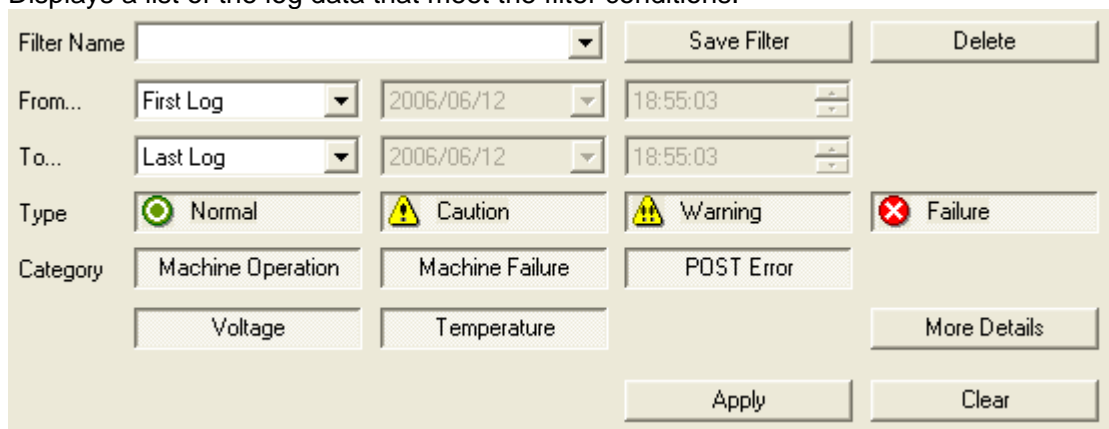 Displays a list of the log data that meet the filter conditions.
Filter Name Save Filter Delete
From... First Log 2006/06/12 18:55:03
To... Last Log 2006/06/12 18:55:03
Type Normal Caution Warning Failure
Category Machine Operation Machine Failure POST Error
Voltage Temperature More Details
Apply Clear